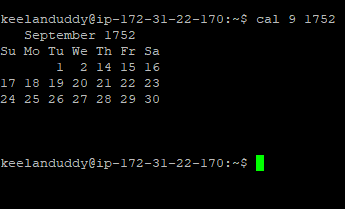 keelanduddy@ip-172-31-22-170:~$ cal 9 1752
   September 1752
Su Mo Tu We Th Fr Sa
       1  2 14 15 16
17 18 19 20 21 22 23
24 25 26 27 28 29 30
keelanduddy@ip-172-31-22-170:~$